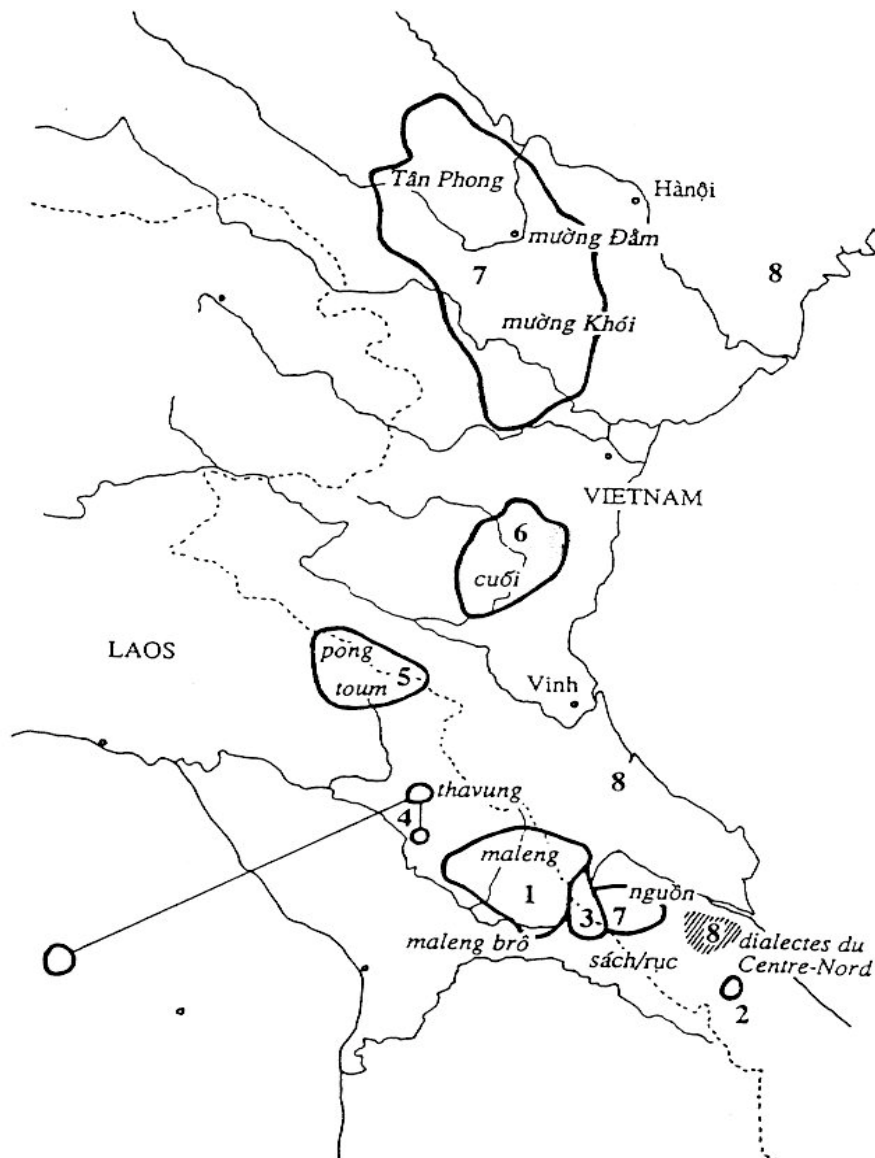 Tân Phong
Hànội
mường Đẳm
7
8
mường Khói
VIETNAM
6
cuối
LAOS
pong
5
toum
Vinh
8
thavung
4
maleng
1
nguồn
3
7
8
maleng brô
dialectes du
sách/rục
Centre-Nord
2